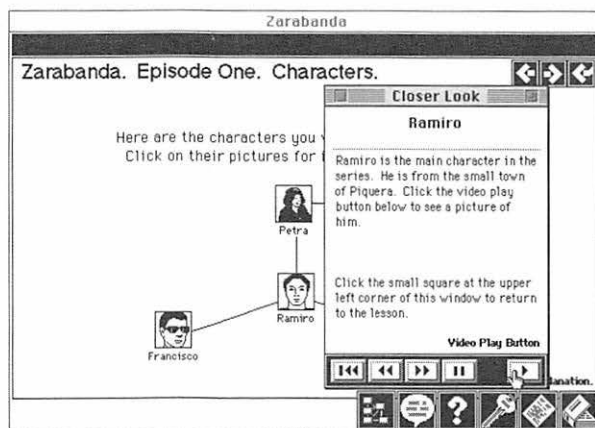 Zarabanda
Zarabanda. Episode One. Characters.
Here are the characters you
Click on their pictures for
Petra
Ramiro
Francisco
Closer Look
Ramiro
Ramiro is the main character in the
series. He is from the small town
of Piquera. Click the video play
button below to see a picture of
him.
Click the small square at the upper
left corner of this window to return
to the lesson.
Video Play Button
lanation.